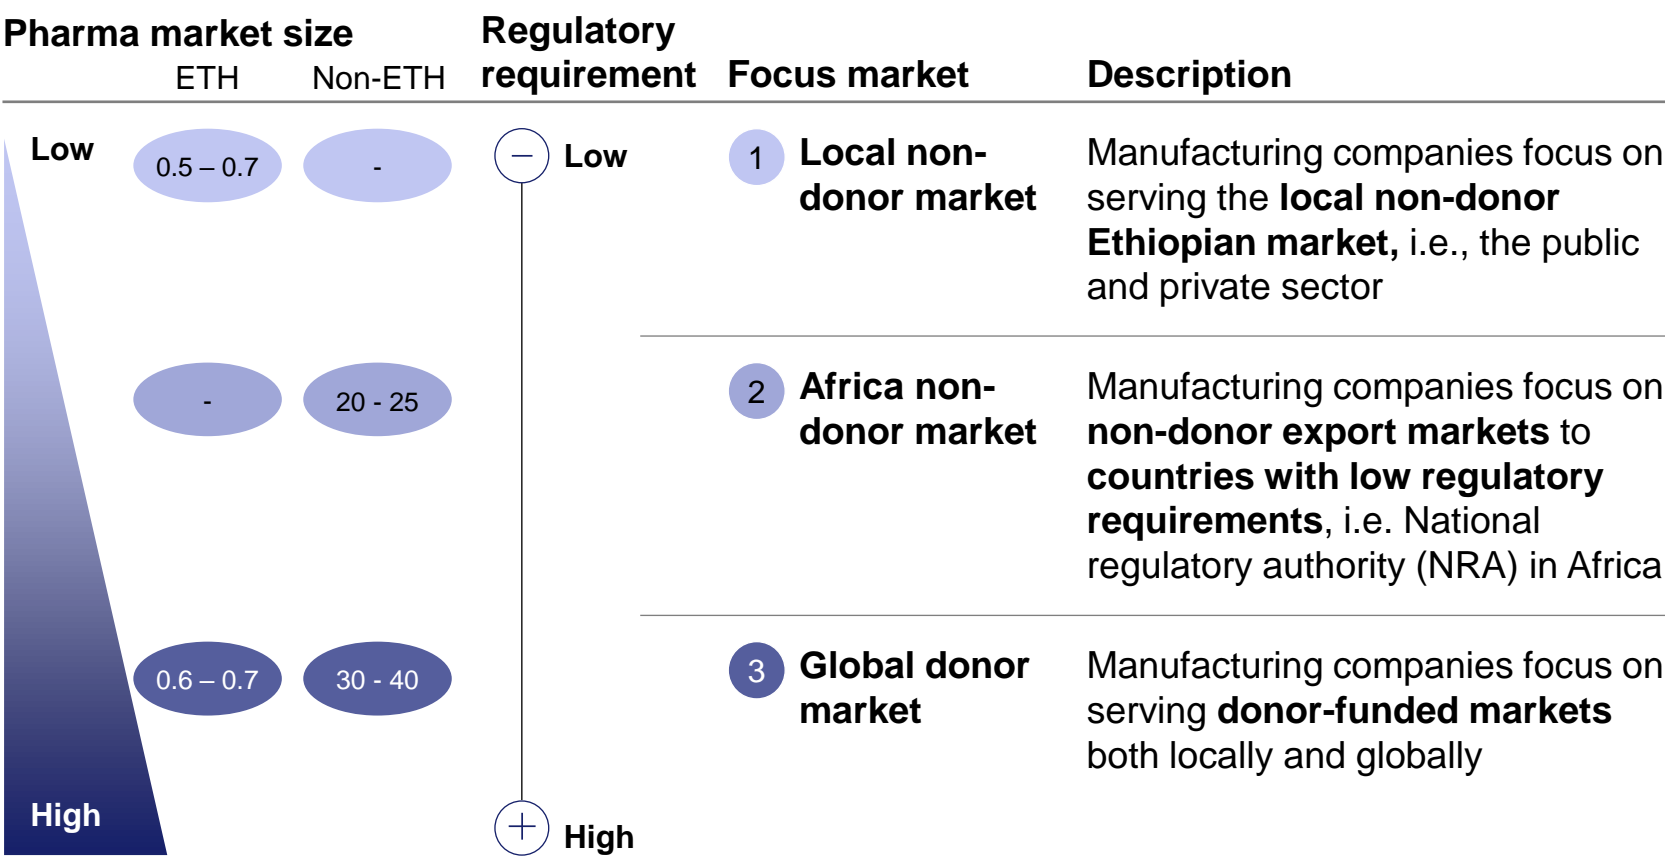 Pharma market size
ETH
Non-ETH
Regulatory
requirement
Focus market
Description
Low
0.5 – 0.7
-
Low
1
Local non-
donor market
Manufacturing companies focus on
serving the local non-donor
Ethiopian market, i.e., the public
and private sector
-
20 - 25
2
Africa non-
donor market
Manufacturing companies focus on
non-donor export markets to
countries with low regulatory
requirements, i.e. National
regulatory authority (NRA) in Africa
0.6 – 0.7
30 - 40
3
Global donor
market
Manufacturing companies focus on
serving donor-funded markets
both locally and globally
High
High